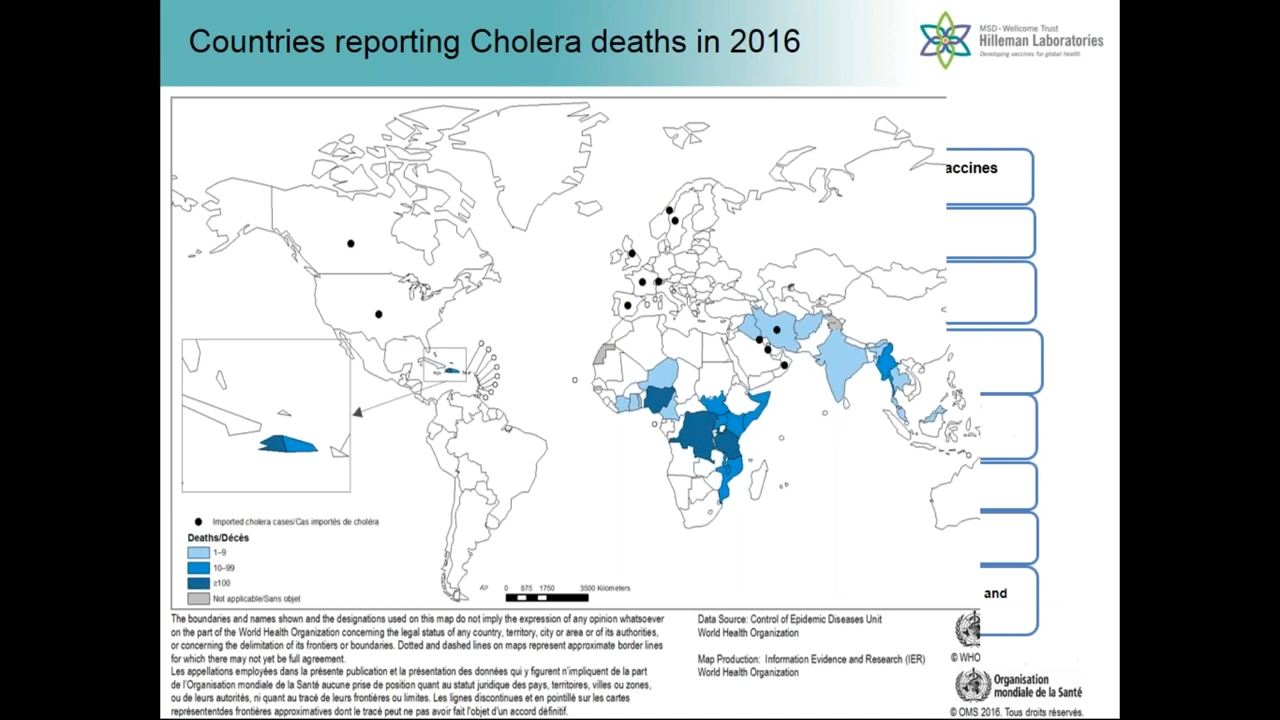 Countries reporting Cholera deaths in 2016
MSD - Wellcome Trust
Hilleman Laboratories
Developing vaccines for global health
accines
and
Imported cholera cases/Cas importés de choléra
Deaths/Décès
1–9
10–99
≥100
Not applicable/Sans objet
0 875 1750 3500 Kilometers
The boundaries and names shown and the designations used on this map do not imply the expression of any opinion whatsoever
on the part of the World Health Organization concerning the legal status of any country, territory, city or area or of its authorities,
or concerning the delimitation of its frontiers or boundaries. Dotted and dashed lines on maps represent approximate border lines
for which there may not yet be full agreement.
Les appellations employées dans la présente publication et la présentation des données qui y figurent n'impliquent de la part
de l'Organisation mondiale de la Santé aucune prise de position quant au statut juridique des pays, territoires, villes ou zones,
ou de leurs autorités, ni quant au tracé de leurs frontières ou limites. Les lignes discontinues et en pointillé sur les cartes
représententdes frontières approximatives dont le tracé peut ne pas avoir fait l'objet d'un accord définitif.
Data Source: Control of Epidemic Diseases Unit
World Health Organization
Map Production: Information Evidence and Research (IER)
World Health Organization
© WHO
Organisation
mondiale de la Santé
© OMS 2016. Tous droits réservés.